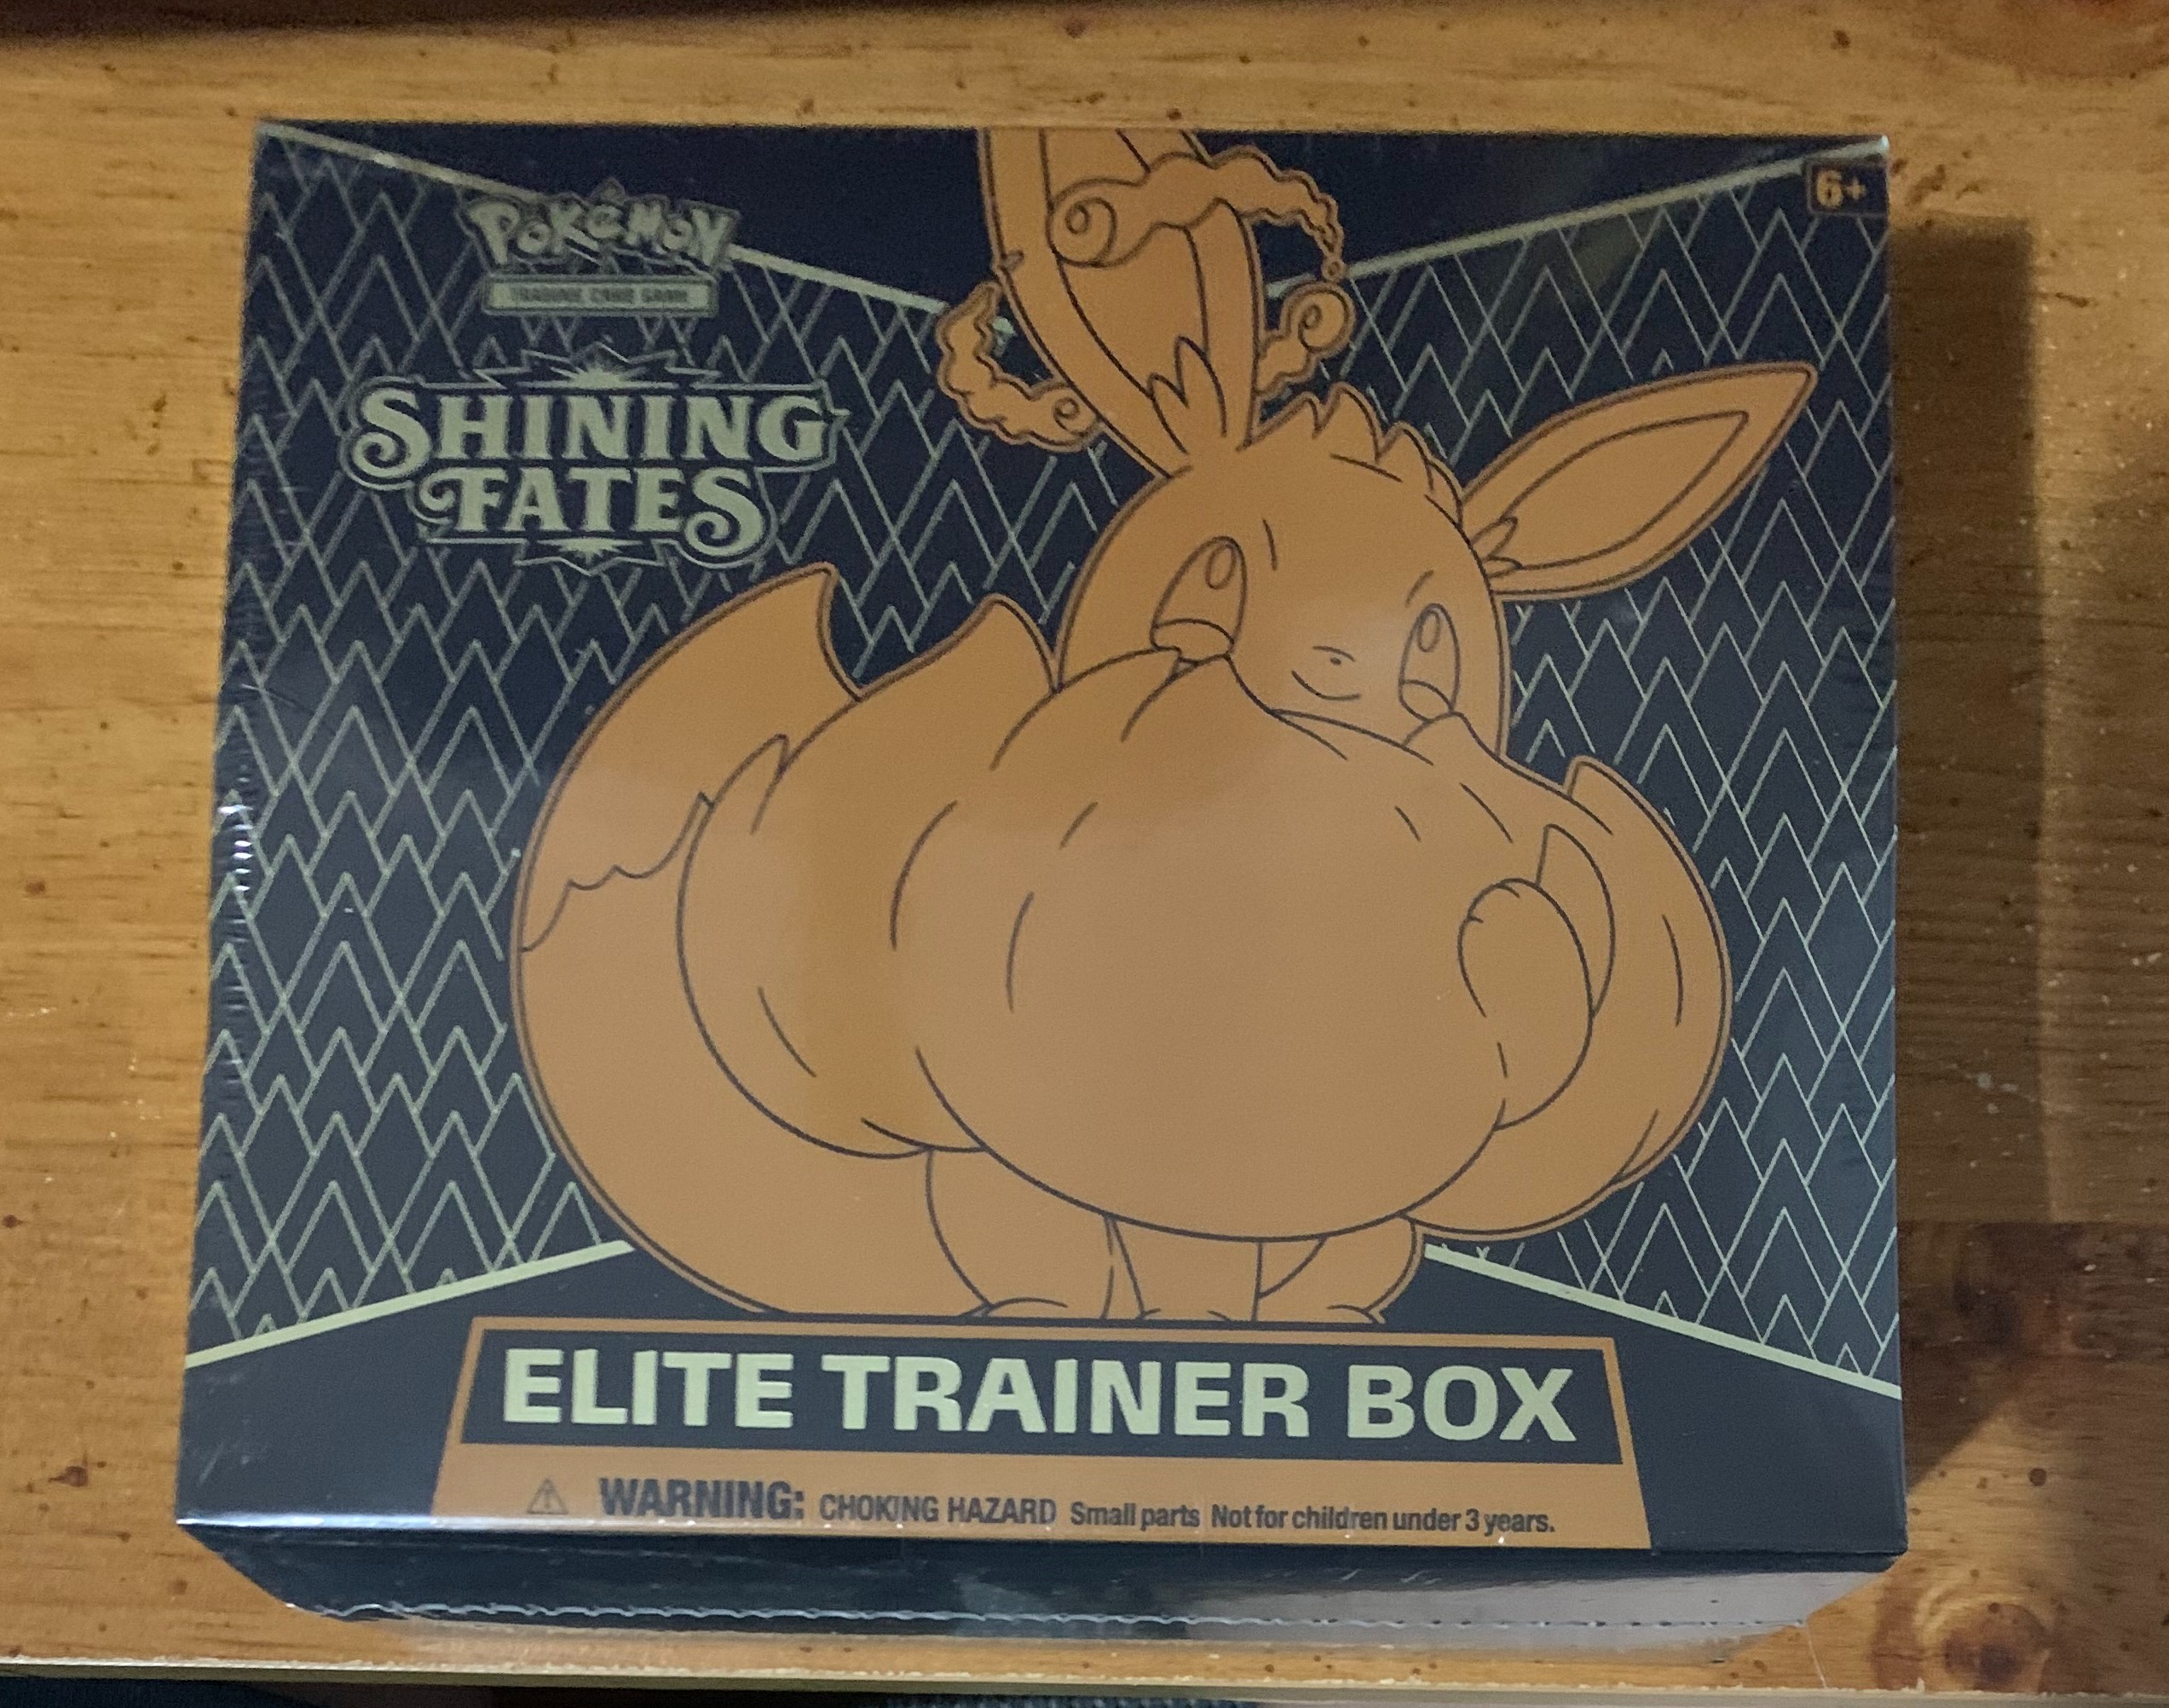 POKéMON
TRADING CARD GAME
6+
SHINING
FATES
ELITE TRAINER BOX
⚠ WARNING: CHOKING HAZARD Small parts Not for children under 3 years.